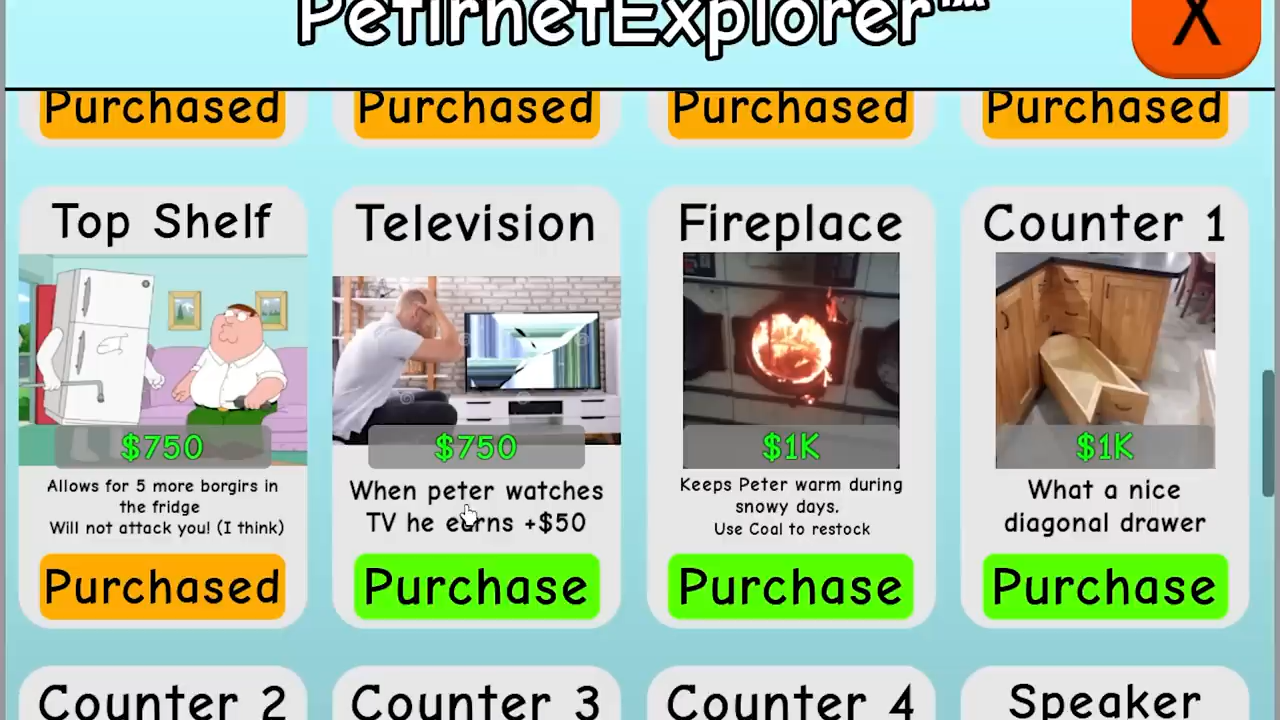 PetirnetExplorer™
X
Purchased
Purchased
Purchased
Purchased
Top Shelf
$750
Allows for 5 more borgirs in
the fridge
Will not attack you! (I think)
Purchased
Television
$750
When peter watches
TV he earns +$50
Purchase
Fireplace
$1K
Keeps Peter warm during
snowy days.
Use Coal to restock
Purchase
Counter 1
$1K
What a nice
diagonal drawer
Purchase
Counter 2
Counter 3
Counter 4
Speaker